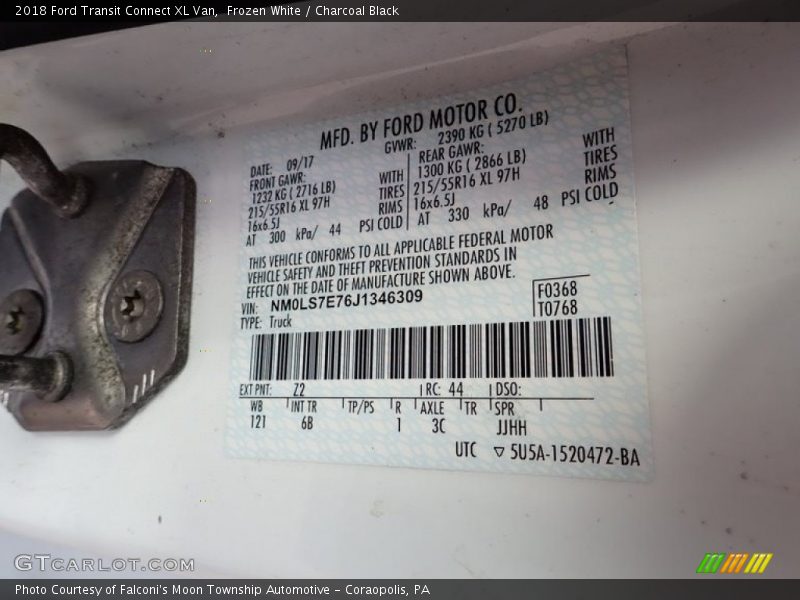 2018 Ford Transit Connect XL Van,  Frozen White / Charcoal Black
MFD. BY FORD MOTOR CO.
DATE: 09/17 GVWR: 2390 KG ( 5270 LB)
FRONT GAWR: WITH REAR GAWR: WITH
1232 KG ( 2716 LB) TIRES 1300 KG ( 2866 LB) TIRES
215/55R16 XL 97H RIMS 215/55R16 XL 97H RIMS
16x6.5J PSI COLD 16x6.5J PSI COLD
AT 300 kPa/ 44 AT 330 kPa/ 48
THIS VEHICLE CONFORMS TO ALL APPLICABLE FEDERAL MOTOR
VEHICLE SAFETY AND THEFT PREVENTION STANDARDS IN
EFFECT ON THE DATE OF MANUFACTURE SHOWN ABOVE.
VIN: NM0LS7E76J1346309 F0368
TYPE: Truck T0768
EXT PNT: Z2 RC: 44 DSO:
WB INT TR TP/PS R AXLE TR SPR
121 6B 1 3C JJHH
UTC ▽ 5U5A-1520472-BA
GTCARLOT.COM
Photo Courtesy of Falconi's Moon Township Automotive – Coraopolis, PA